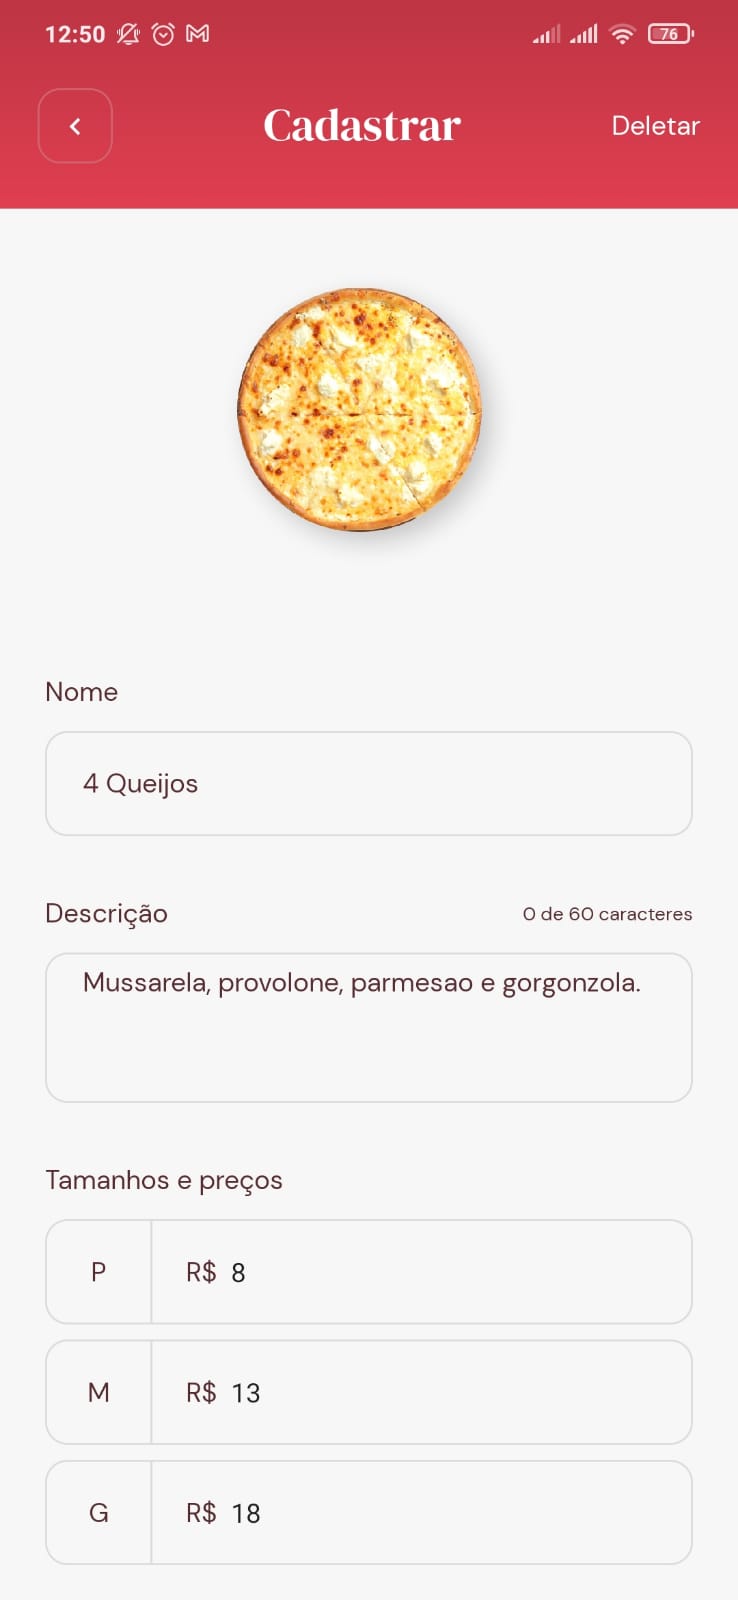 12:50 76
Cadastrar Deletar
Nome
4 Queijos
Descrição 0 de 60 caracteres
Mussarela, provolone, parmesao e gorgonzola.
Tamanhos e preços
P R$ 8
M R$ 13
G R$ 18